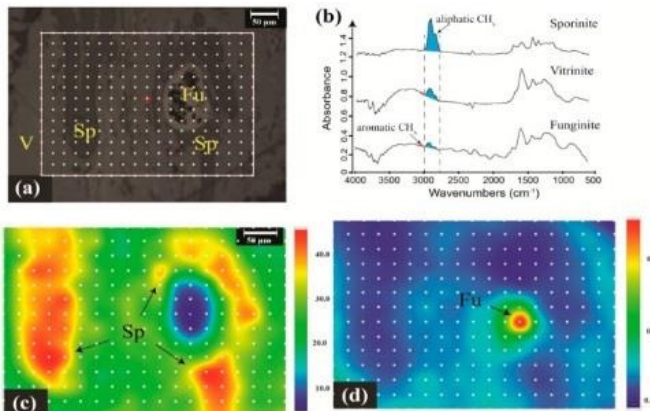 50 µm
Fu
Sp
V
Sp
(a)
(b)
aliphatic CHx
Sporinite
Vitrinite
Funginite
aromatic CH
Absorbance
1.4
1.2
1.0
0.8
0.6
0.4
0.2
4000 3500 3000 2500 2000 1500 1000 500
Wavenumbers (cm⁻¹)
50 µm
Sp
40.0
30.0
20.0
10.0
(c)
Fu
(d)